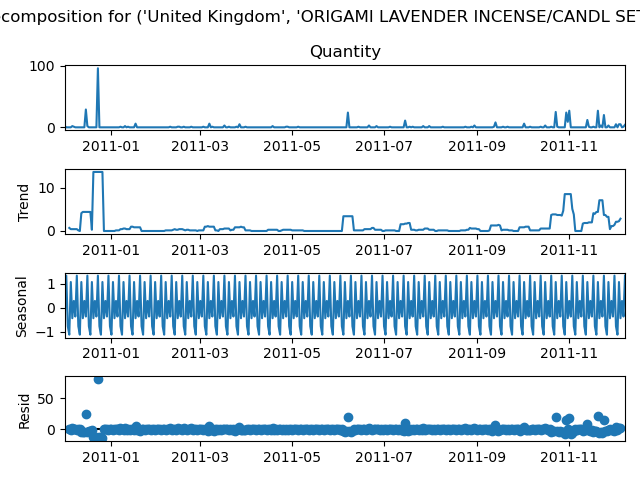 composition for ('United Kingdom', 'ORIGAMI LAVENDER INCENSE/CANDL SET
Quantity
100
0
2011-01 2011-03 2011-05 2011-07 2011-09 2011-11
Trend
10
0
2011-01 2011-03 2011-05 2011-07 2011-09 2011-11
Seasonal
1
0
−1
2011-01 2011-03 2011-05 2011-07 2011-09 2011-11
Resid
50
0
2011-01 2011-03 2011-05 2011-07 2011-09 2011-11